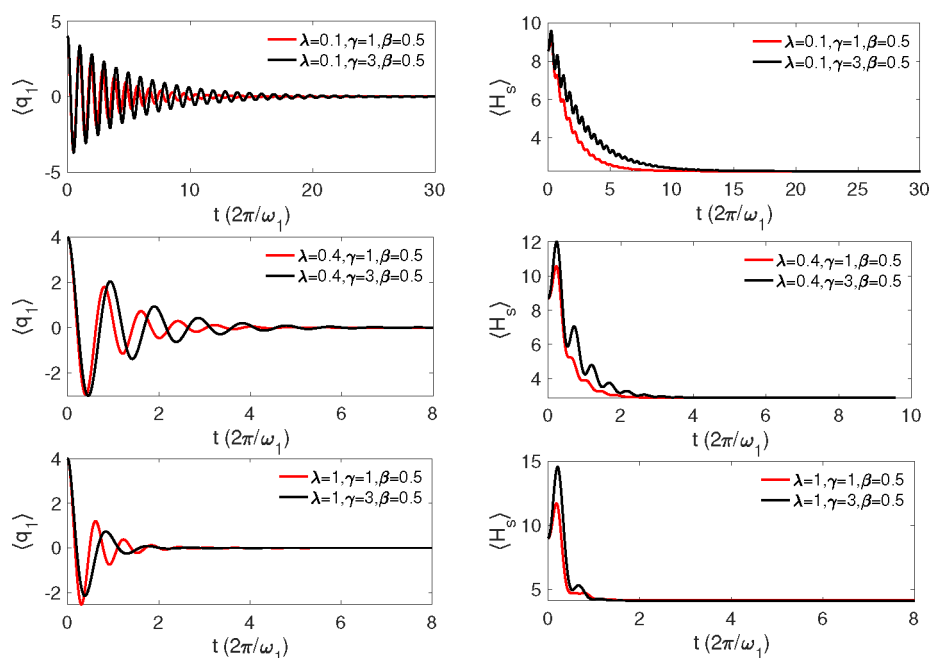 5
0
-5
⟨q₁⟩
λ=0.1,γ=1,β=0.5
λ=0.1,γ=3,β=0.5
0 10 20 30
t (2π/ω₁)
10
8
6
4
⟨Hₛ⟩
λ=0.1,γ=1,β=0.5
λ=0.1,γ=3,β=0.5
0 5 10 15 20 25 30
t (2π/ω₁)
4
2
0
-2
⟨q₁⟩
λ=0.4,γ=1,β=0.5
λ=0.4,γ=3,β=0.5
0 2 4 6 8
t (2π/ω₁)
12
10
8
6
4
⟨Hₛ⟩
λ=0.4,γ=1,β=0.5
λ=0.4,γ=3,β=0.5
0 2 4 6 8 10
t (2π/ω₁)
4
2
0
-2
⟨q₁⟩
λ=1,γ=1,β=0.5
λ=1,γ=3,β=0.5
0 2 4 6 8
t (2π/ω₁)
15
10
5
⟨Hₛ⟩
λ=1,γ=1,β=0.5
λ=1,γ=3,β=0.5
0 2 4 6 8
t (2π/ω₁)